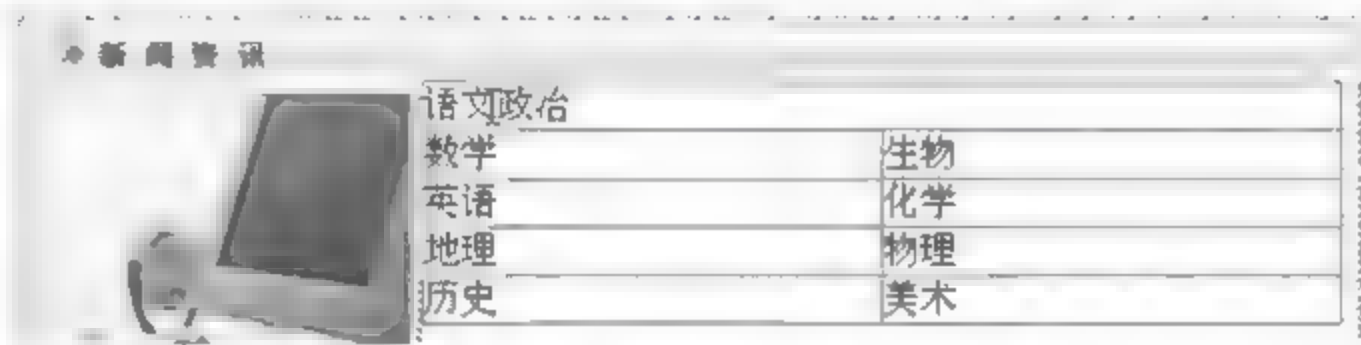 新闻资讯
语文政治
数学 生物
英语 化学
地理 物理
历史 美术